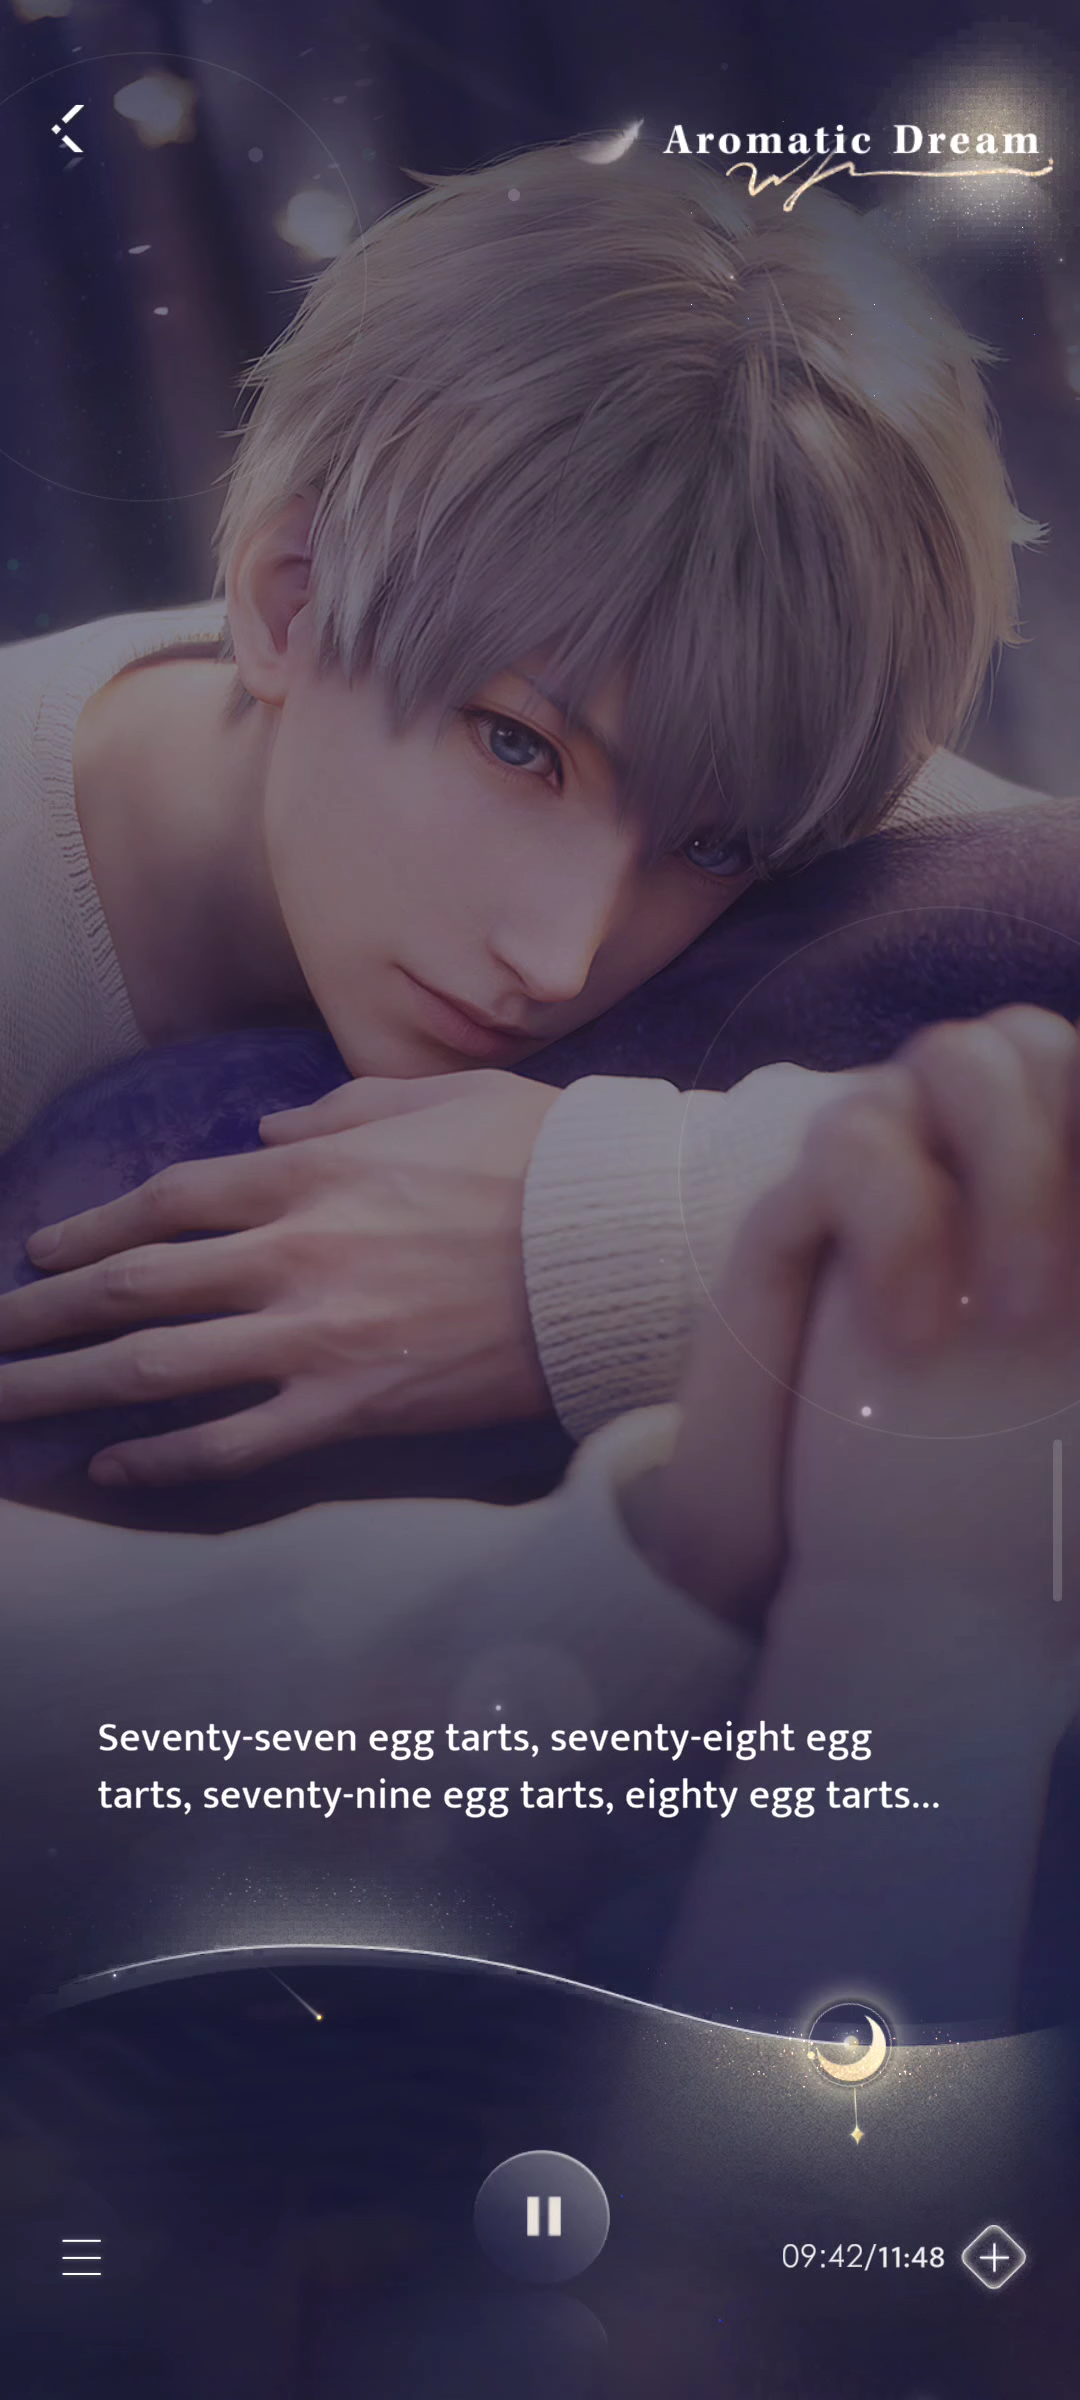 Aromatic Dream
Seventy-seven egg tarts, seventy-eight egg
tarts, seventy-nine egg tarts, eighty egg tarts...
09:42/11:48